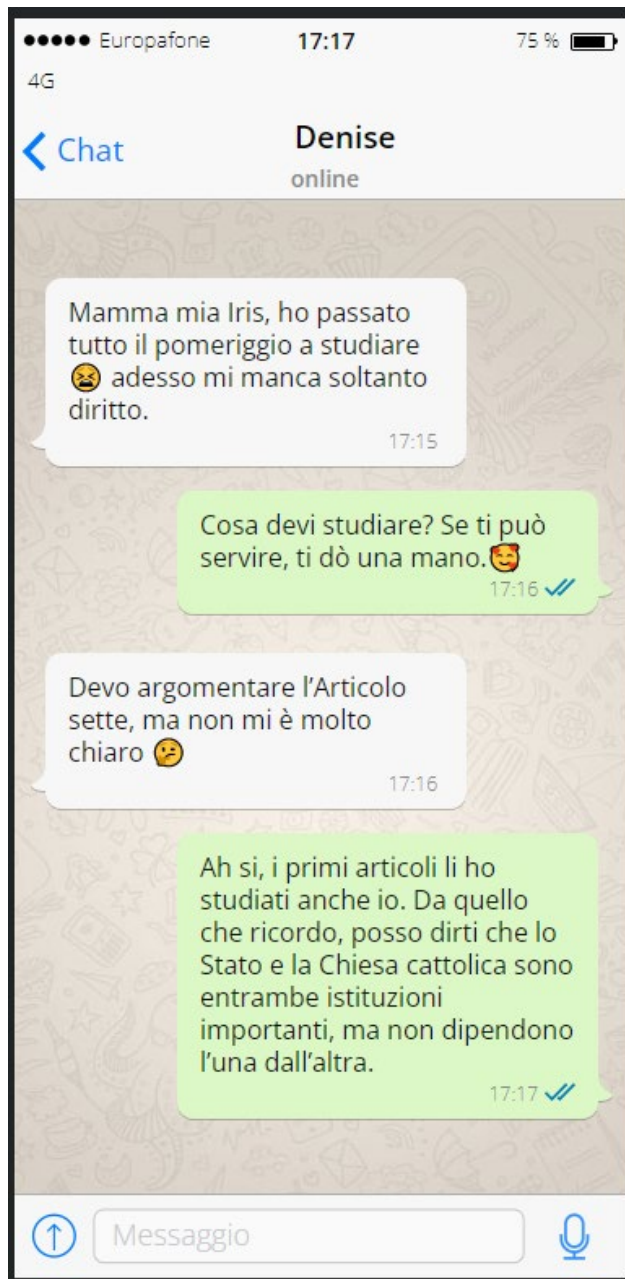 ●●●●● Europafone 17:17 75 %
4G
Chat
Denise
online
Mamma mia Iris, ho passato
tutto il pomeriggio a studiare
😫 adesso mi manca soltanto
diritto.
17:15
Cosa devi studiare? Se ti può
servire, ti dò una mano.🥰
17:16
Devo argomentare l'Articolo
sette, ma non mi è molto
chiaro 🤔
17:16
Ah si, i primi articoli li ho
studiati anche io. Da quello
che ricordo, posso dirti che lo
Stato e la Chiesa cattolica sono
entrambe istituzioni
importanti, ma non dipendono
l'una dall'altra.
17:17
Messaggio